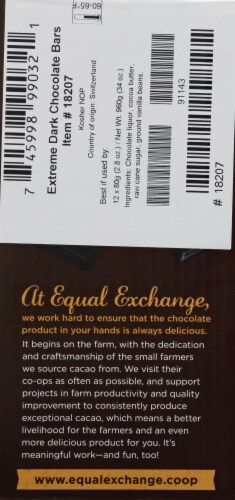 60-65°F
Extreme Dark Chocolate Bars
Item # 18207
Kosher NOP
Country of origin: Switzerland
Best if used by:
12 x 80g (2.8 oz ) / Net Wt. 960g (34 oz.)
Ingredients: Chocolate liquor, cocoa butter,
raw cane sugar, ground vanilla beans.
7 45998 99032 1
91143
# 18207
At Equal Exchange,
we work hard to ensure that the chocolate
product in your hands is always delicious.
It begins on the farm, with the dedication
and craftsmanship of the small farmers
we source cacao from. We visit their
co-ops as often as possible, and support
projects in farm productivity and quality
improvement to consistently produce
exceptional cacao, which means a better
livelihood for the farmers and an even
more delicious product for you. It's
meaningful work—and fun, too!
www.equalexchange.coop